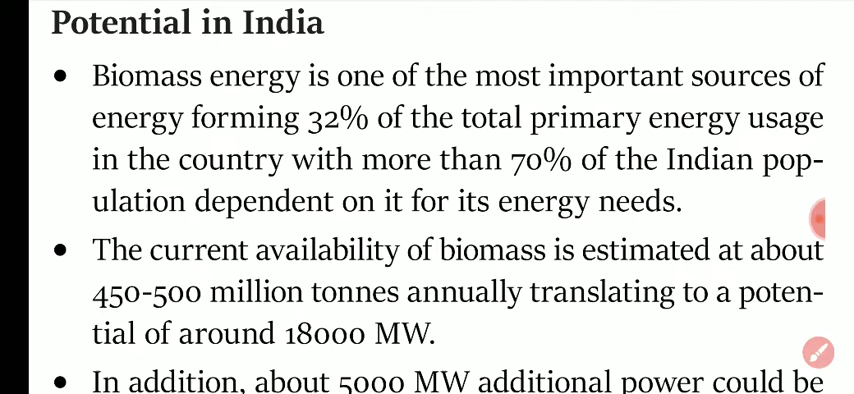 Potential in India
• Biomass energy is one of the most important sources of
energy forming 32% of the total primary energy usage
in the country with more than 70% of the Indian pop-
ulation dependent on it for its energy needs.
• The current availability of biomass is estimated at about
450-500 million tonnes annually translating to a poten-
tial of around 18000 MW.
• In addition, about 5000 MW additional power could be